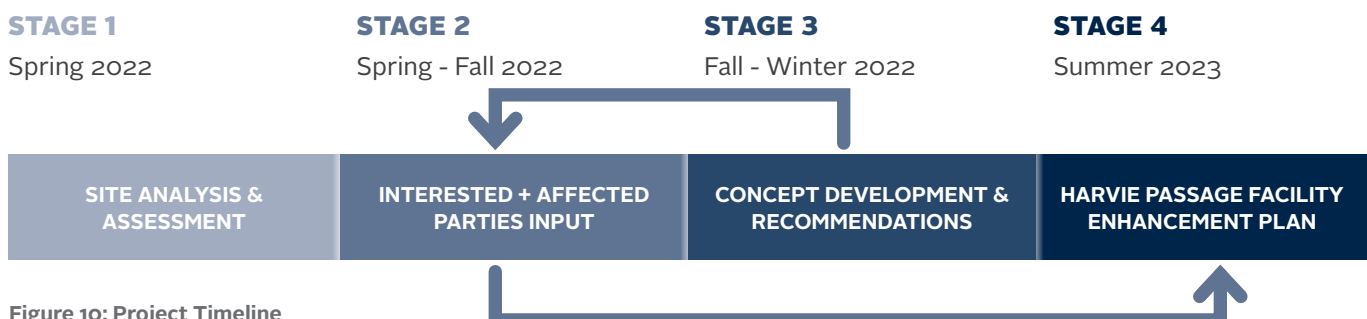 STAGE 1
Spring 2022
STAGE 2
Spring - Fall 2022
STAGE 3
Fall - Winter 2022
STAGE 4
Summer 2023
SITE ANALYSIS &
ASSESSMENT
INTERESTED + AFFECTED
PARTIES INPUT
CONCEPT DEVELOPMENT &
RECOMMENDATIONS
HARVIE PASSAGE FACILITY
ENHANCEMENT PLAN
Figure 10: Project Timeline